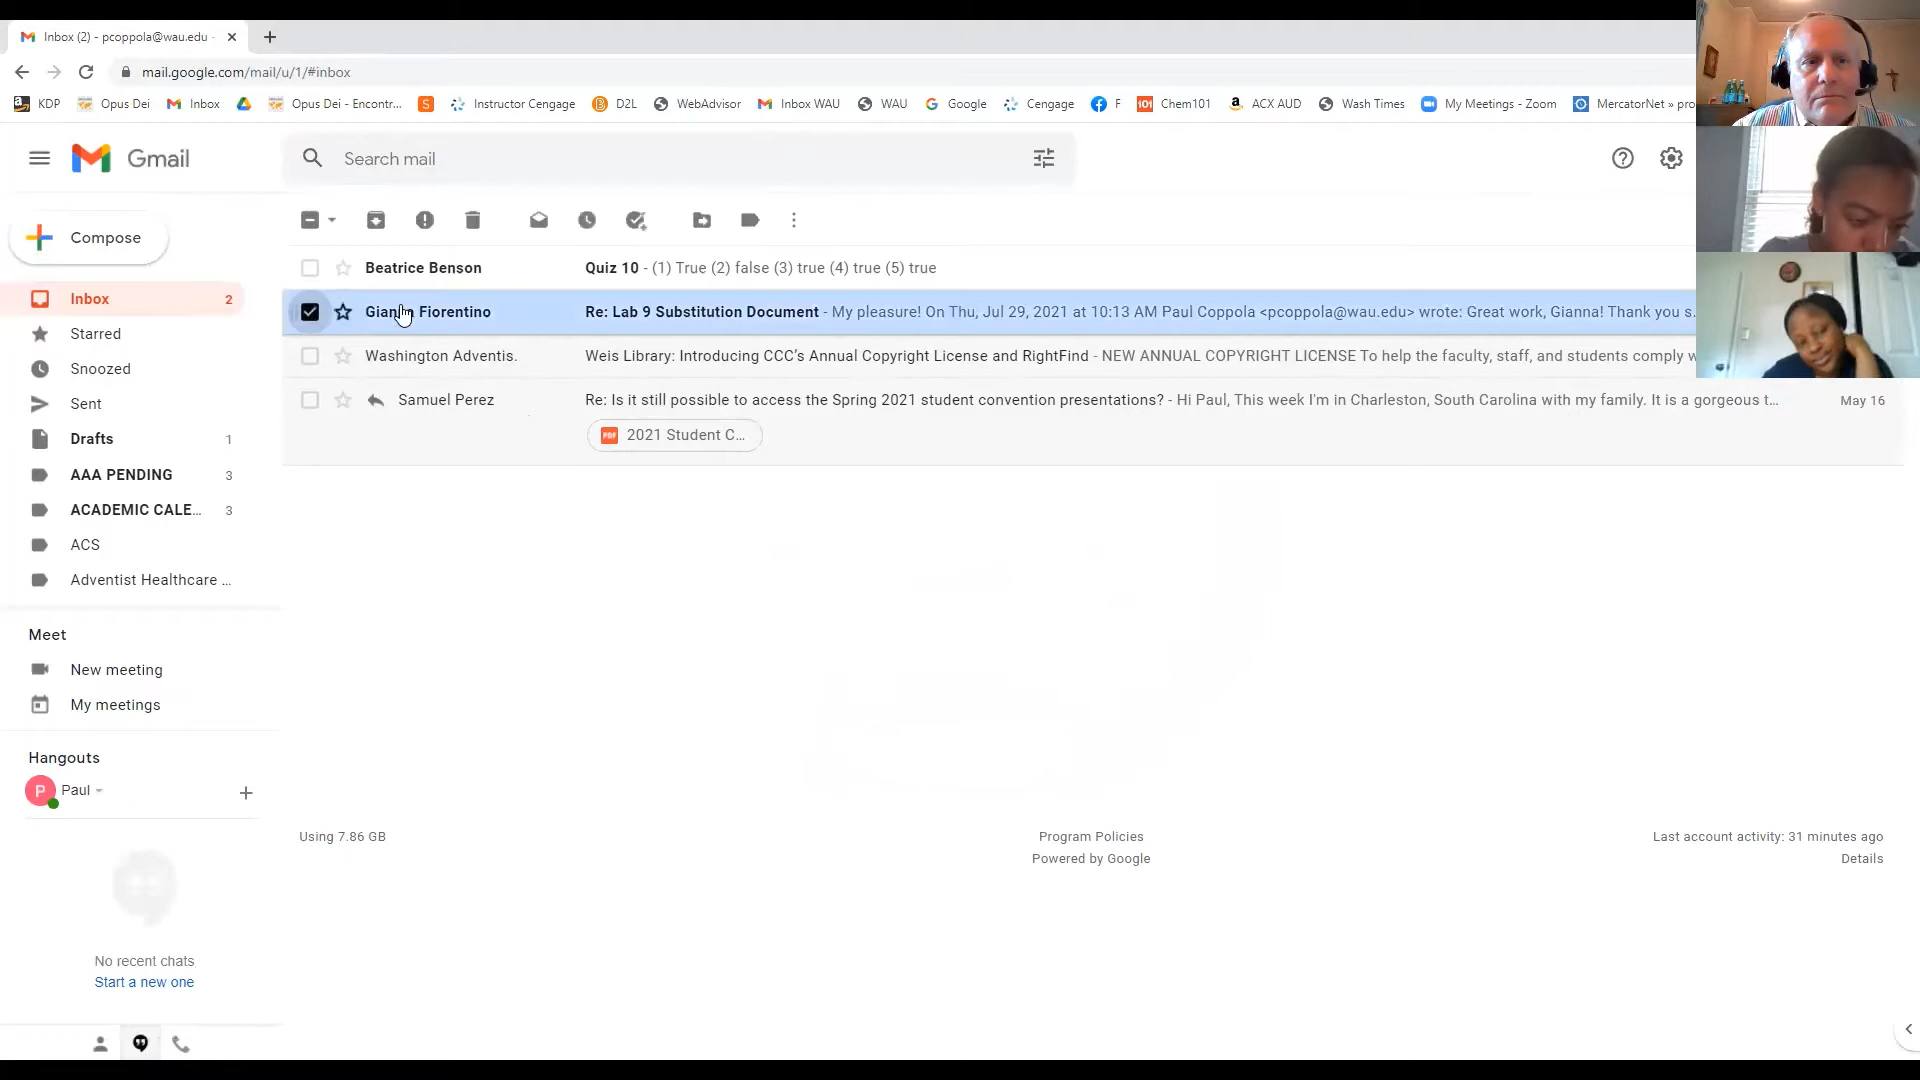 Inbox (2) - pcoppola@wau.edu -
mail.google.com/mail/u/1/#inbox
KDP Opus Dei Inbox Opus Dei - Encontr... Instructor Cengage D2L WebAdvisor Inbox WAU WAU Google Cengage F Chem101 ACX AUD Wash Times My Meetings - Zoom MercatorNet » pro
Gmail
Search mail
Compose
Beatrice Benson Quiz 10 - (1) True (2) false (3) true (4) true (5) true
Inbox 2
Fiorentino Re: Lab 9 Substitution Document - My pleasure! On Thu, Jul 29, 2021 at 10:13 AM Paul Coppola <pcoppola@wau.edu> wrote: Great work, Gianna! Thank you s...
Starred
Washington Adventis. Weis Library: Introducing CCC's Annual Copyright License and RightFind - NEW ANNUAL COPYRIGHT LICENSE To help the faculty, staff, and students comply w
Snoozed
Samuel Perez Re: Is it still possible to access the Spring 2021 student convention presentations? - Hi Paul, This week I'm in Charleston, South Carolina with my family. It is a gorgeous t... May 16
Sent
PDF 2021 Student C...
Drafts 1
AAA PENDING 3
ACADEMIC CALE... 3
ACS
Adventist Healthcare ...
Meet
New meeting
My meetings
Hangouts
P Paul
Using 7.86 GB
Program Policies
Powered by Google
Last account activity: 31 minutes ago
Details
No recent chats
Start a new one